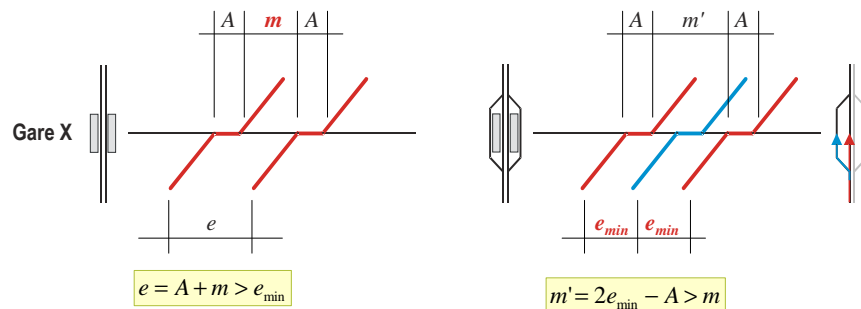 A m A
A m' A
Gare X
e
e_min e_min
e = A + m > e_min
m' = 2e_min − A > m